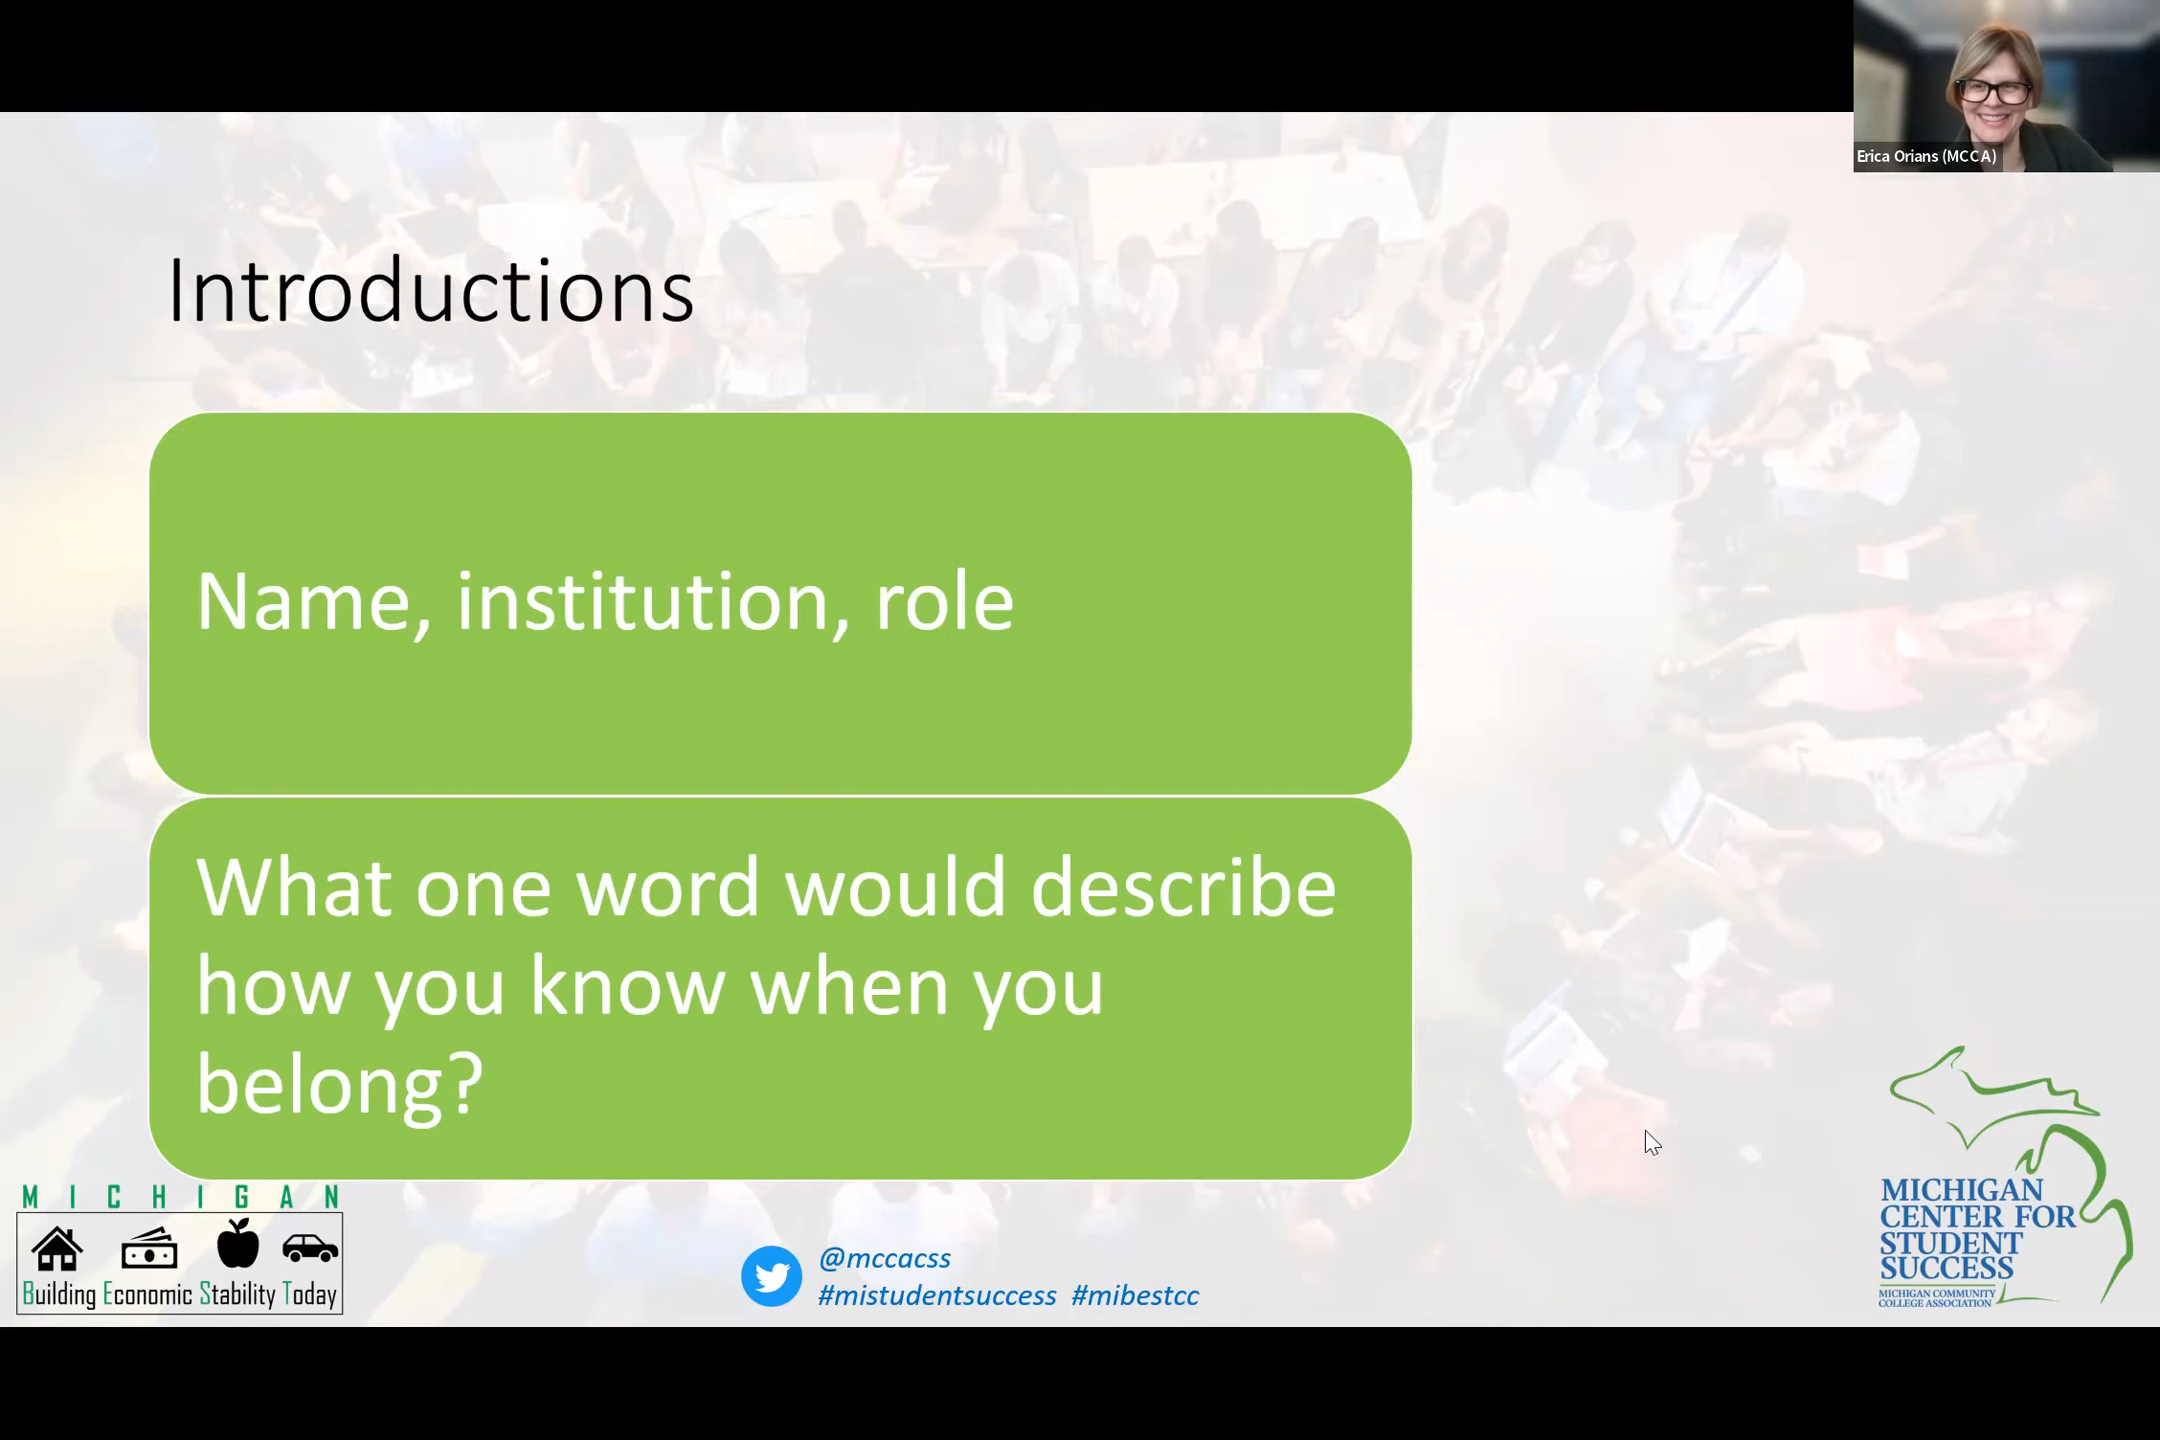 Erica Orians (MCCA)
Introductions
Name, institution, role
What one word would describe
how you know when you
belong?
MICHIGAN
Building Economic Stability Today
@mccacss
#mistudentsuccess #mibestcc
MICHIGAN
CENTER FOR
STUDENT
SUCCESS
MICHIGAN COMMUNITY
COLLEGE ASSOCIATION